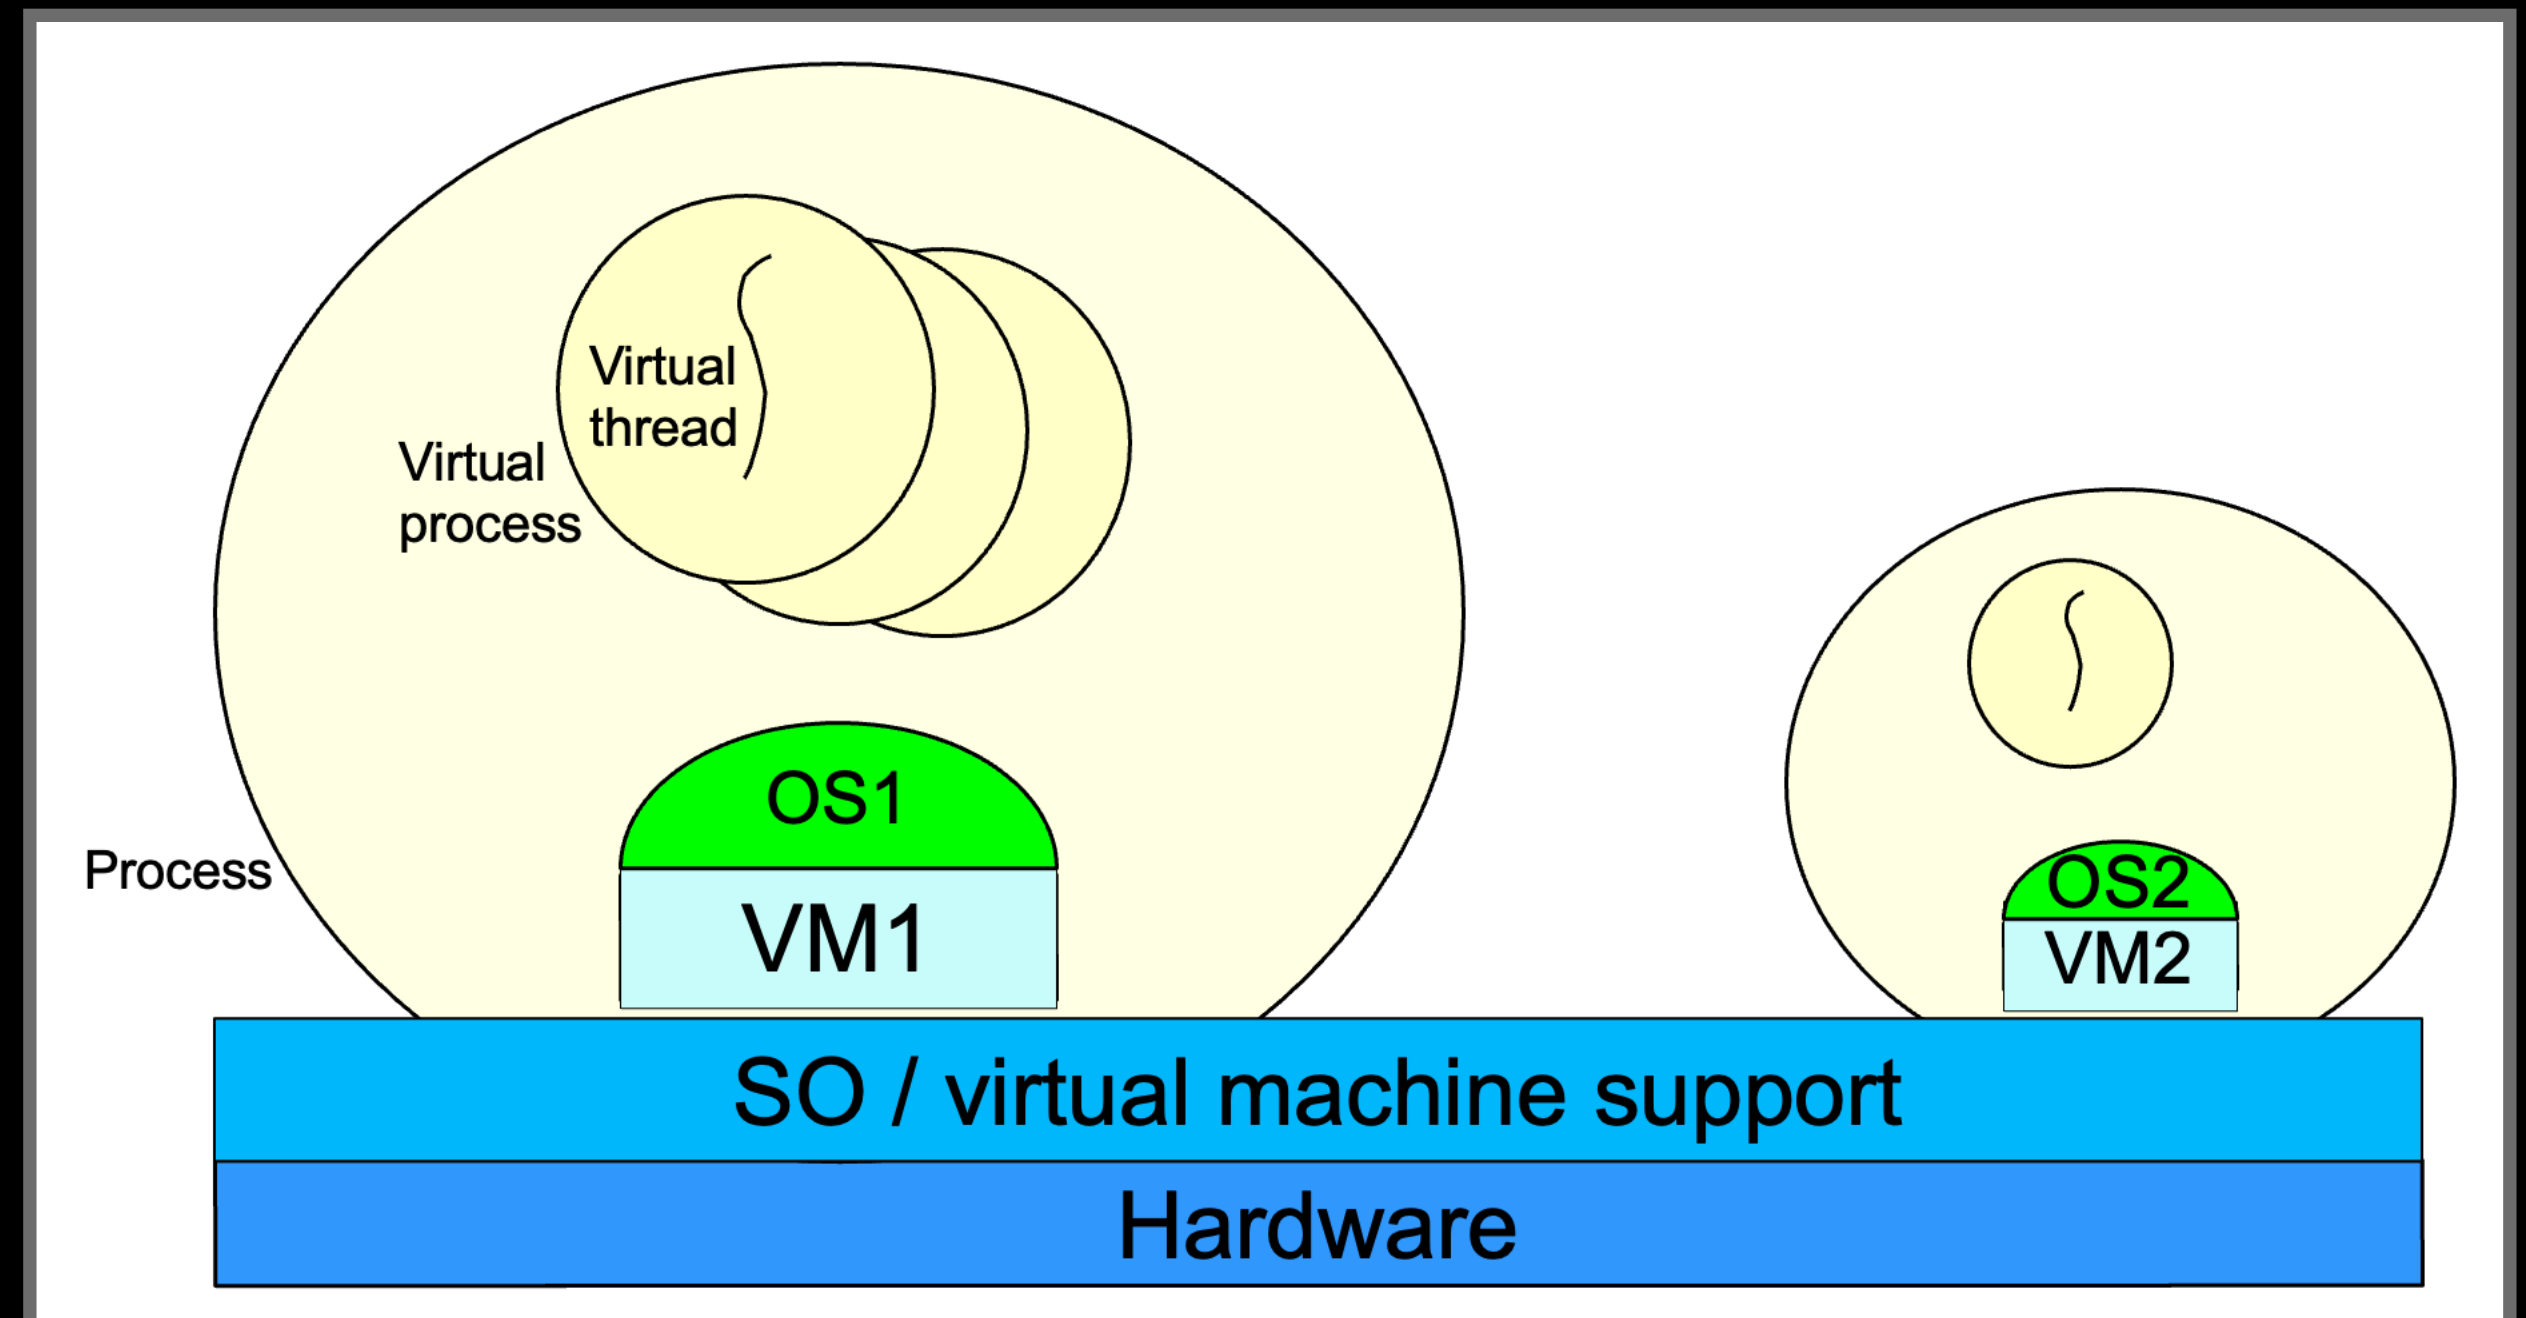 Virtual
thread
Virtual
process
OS1
Process
VM1
OS2
VM2
SO / virtual machine support
Hardware